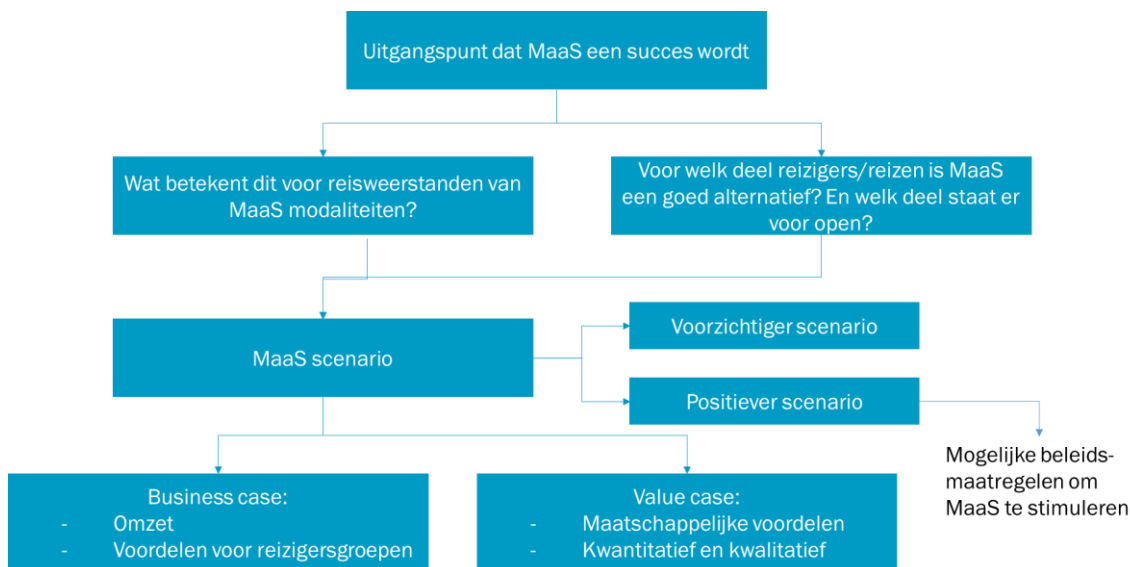 Uitgangspunt dat MaaS een succes wordt
Wat betekent dit voor reisweerstanden van
MaaS modaliteiten?
Voor welk deel reizigers/reizen is MaaS
een goed alternatief? En welk deel staat er
voor open?
MaaS scenario
Voorzichtiger scenario
Positiever scenario
Mogelijke beleids-
maatregelen om
MaaS te stimuleren
Business case:
- Omzet
- Voordelen voor reizigersgroepen
Value case:
- Maatschappelijke voordelen
- Kwantitatief en kwalitatief